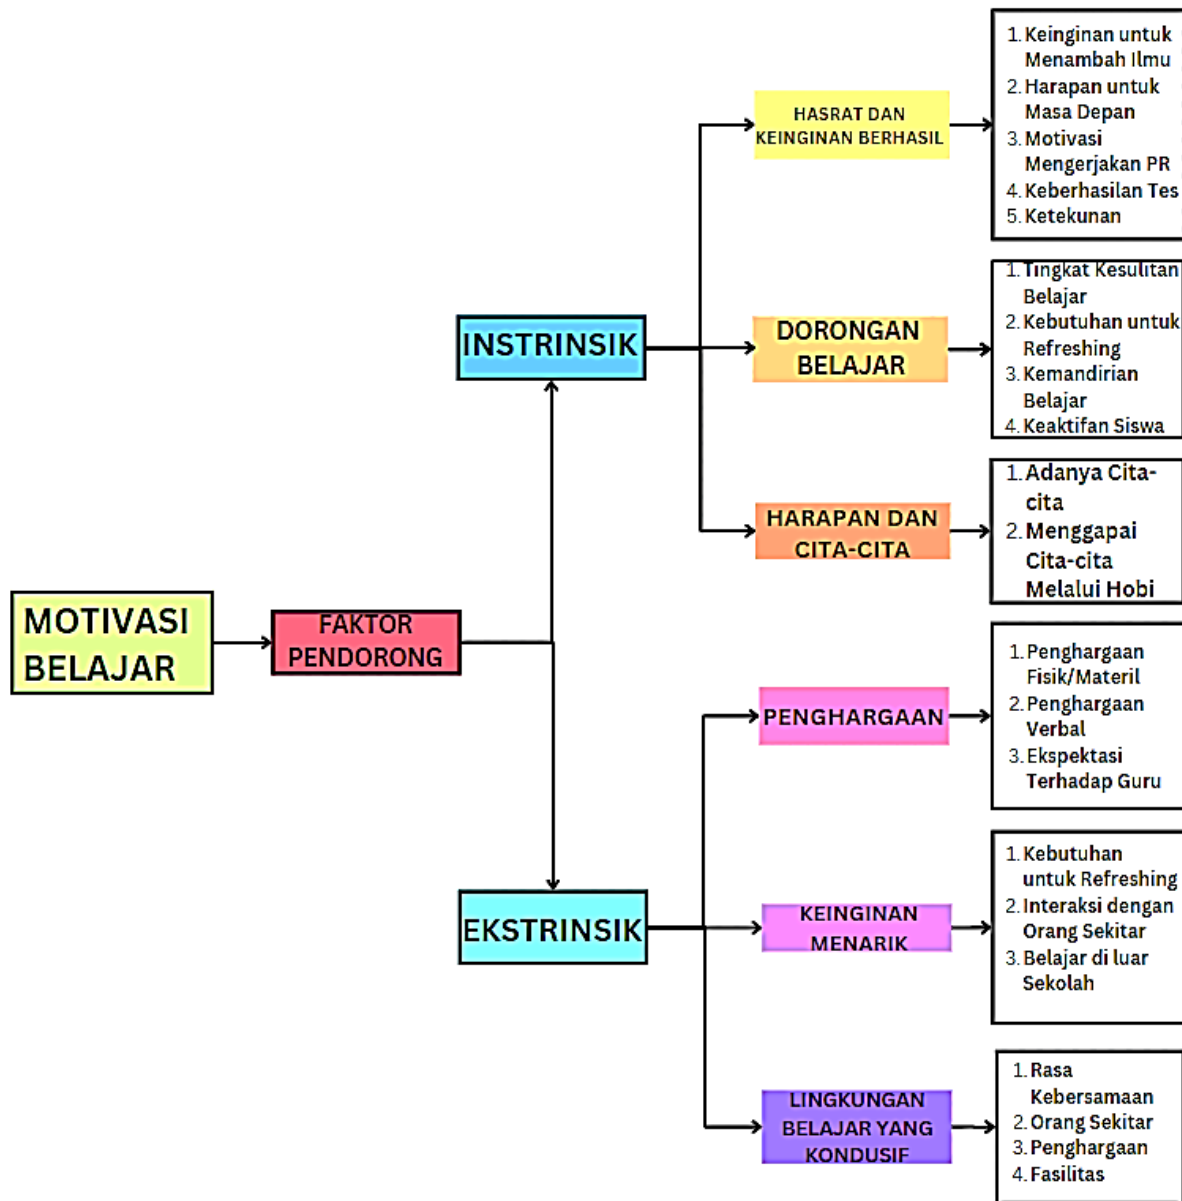 MOTIVASI
BELAJAR
FAKTOR
PENDORONG
INSTRINSIK
HASRAT DAN
KEINGINAN BERHASIL
1. Keinginan untuk
Menambah Ilmu
2. Harapan untuk
Masa Depan
3. Motivasi
Mengerjakan PR
4. Keberhasilan Tes
5. Ketekunan
DORONGAN
BELAJAR
1. Tingkat Kesulitan
Belajar
2. Kebutuhan untuk
Refreshing
3. Kemandirian
Belajar
4. Keaktifan Siswa
HARAPAN DAN
CITA-CITA
1. Adanya Cita-
cita
2. Menggapai
Cita-cita
Melalui Hobi
EKSTRINSIK
PENGHARGAAN
1. Penghargaan
Fisik/Materil
2. Penghargaan
Verbal
3. Ekspektasi
Terhadap Guru
KEINGINAN
MENARIK
1. Kebutuhan
untuk Refreshing
2. Interaksi dengan
Orang Sekitar
3. Belajar di luar
Sekolah
LINGKUNGAN
BELAJAR YANG
KONDUSIF
1. Rasa
Kebersamaan
2. Orang Sekitar
3. Penghargaan
4. Fasilitas